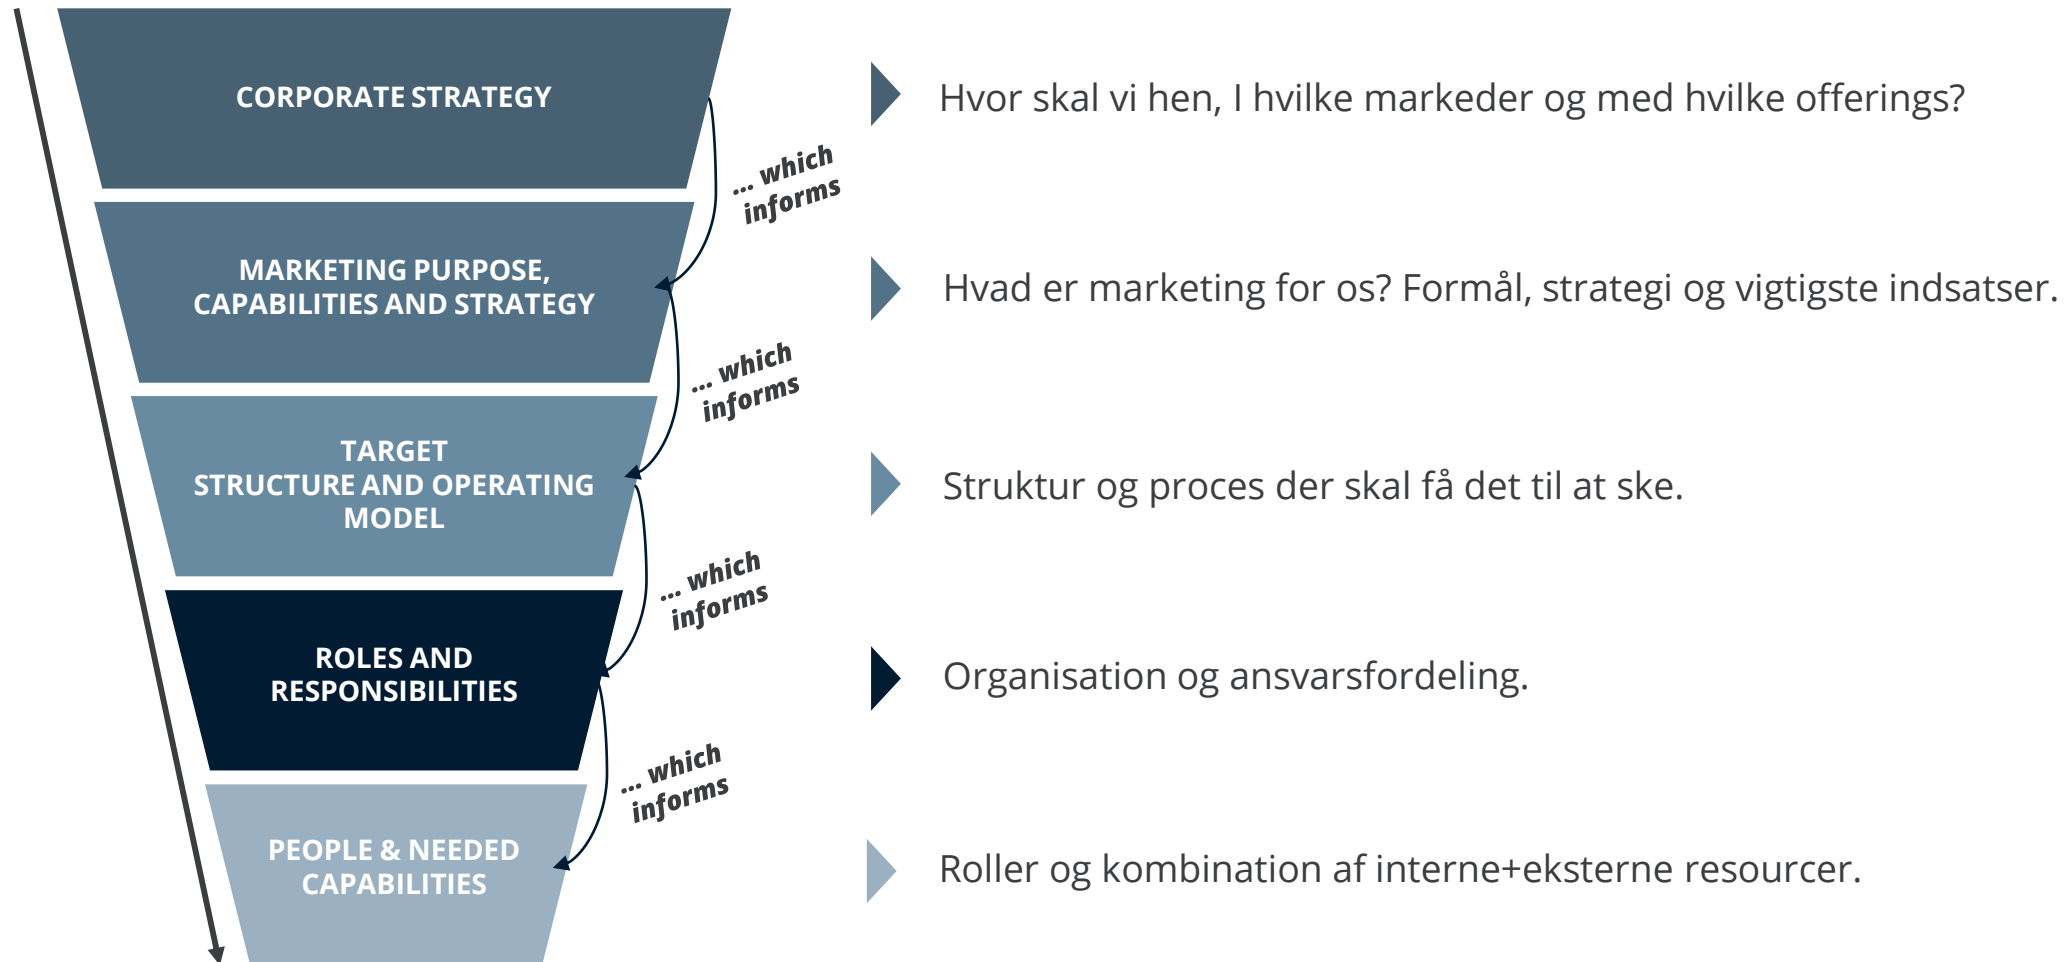 CORPORATE STRATEGY
Hvor skal vi hen, I hvilke markeder og med hvilke offerings?
... which
informs
MARKETING PURPOSE,
CAPABILITIES AND STRATEGY
Hvad er marketing for os? Formål, strategi og vigtigste indsatser.
... which
informs
TARGET
STRUCTURE AND OPERATING
MODEL
Struktur og proces der skal få det til at ske.
... which
informs
ROLES AND
RESPONSIBILITIES
Organisation og ansvarsfordeling.
... which
informs
PEOPLE & NEEDED
CAPABILITIES
Roller og kombination af interne+eksterne resourcer.